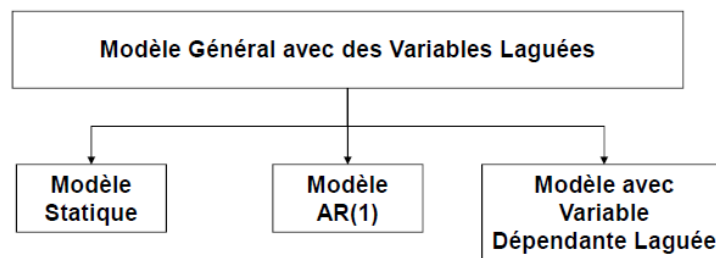 Modèle Général avec des Variables Laguées
Modèle
Statique
Modèle
AR(1)
Modèle avec
Variable
Dépendante Laguée